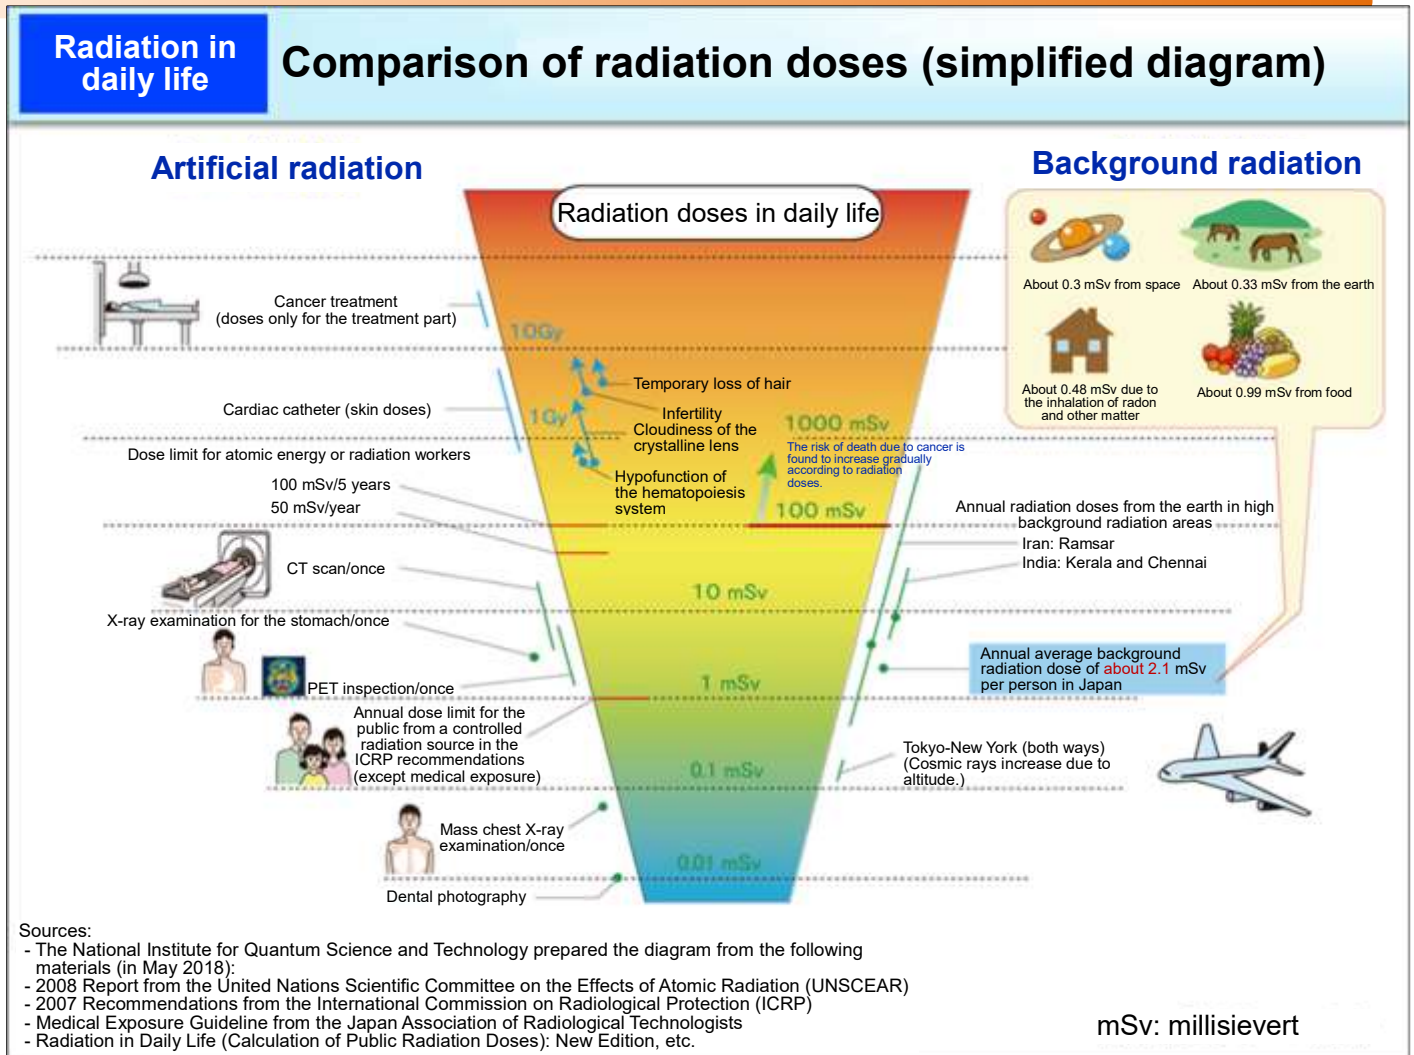 Radiation in
daily life
Comparison of radiation doses (simplified diagram)
Artificial radiation
Background radiation
Radiation doses in daily life
About 0.3 mSv from space
About 0.33 mSv from the earth
About 0.48 mSv due to
the inhalation of radon
and other matter
About 0.99 mSv from food
Cancer treatment
(doses only for the treatment part)
10Gy
Temporary loss of hair
Cardiac catheter (skin doses)
1Gy
Infertility
Cloudiness of the
crystalline lens
1000 mSv
The risk of death due to cancer is
found to increase gradually
according to radiation
doses.
Dose limit for atomic energy or radiation workers
100 mSv/5 years
50 mSv/year
Hypofunction of
the hematopoiesis
system
100 mSv
Annual radiation doses from the earth in high
background radiation areas
Iran: Ramsar
India: Kerala and Chennai
CT scan/once
10 mSv
X-ray examination for the stomach/once
PET inspection/once
1 mSv
Annual average background
radiation dose of about 2.1 mSv
per person in Japan
Annual dose limit for the
public from a controlled
radiation source in the
ICRP recommendations
(except medical exposure)
0.1 mSv
Tokyo-New York (both ways)
(Cosmic rays increase due to
altitude.)
Mass chest X-ray
examination/once
0.01 mSv
Dental photography
Sources:
- The National Institute for Quantum Science and Technology prepared the diagram from the following
materials (in May 2018):
- 2008 Report from the United Nations Scientific Committee on the Effects of Atomic Radiation (UNSCEAR)
- 2007 Recommendations from the International Commission on Radiological Protection (ICRP)
- Medical Exposure Guideline from the Japan Association of Radiological Technologists
- Radiation in Daily Life (Calculation of Public Radiation Doses): New Edition, etc.
mSv: millisievert